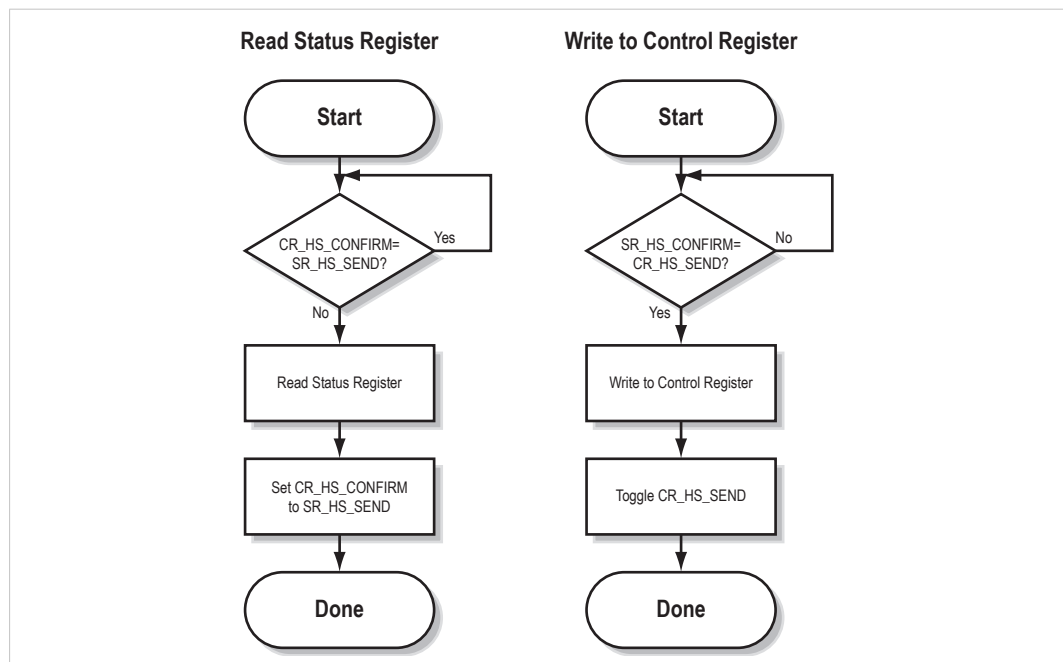 Read Status Register
Start
CR_HS_CONFIRM=
SR_HS_SEND?
Yes
No
Read Status Register
Set CR_HS_CONFIRM
to SR_HS_SEND
Done
Write to Control Register
Start
SR_HS_CONFIRM=
CR_HS_SEND?
No
Yes
Write to Control Register
Toggle CR_HS_SEND
Done